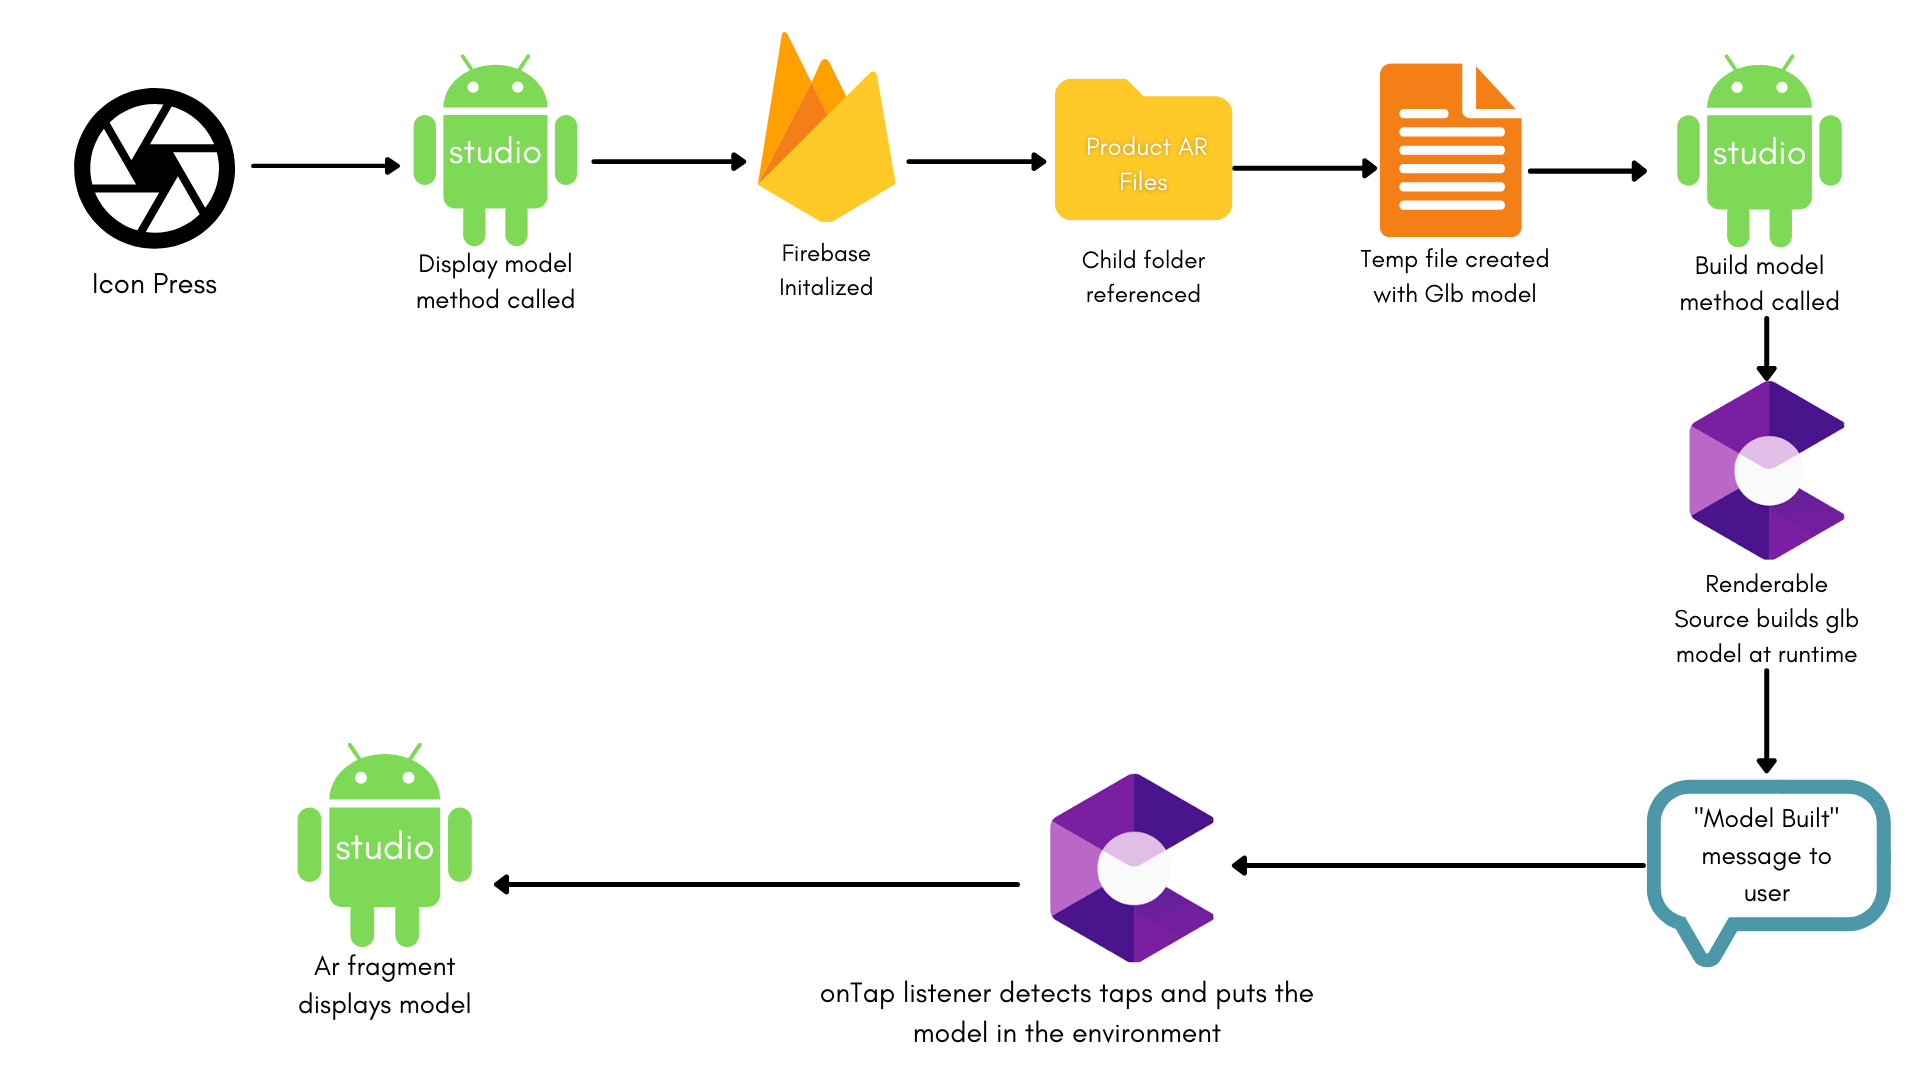 studio
Product AR
Files
studio
Icon Press
Display model
method called
Firebase
Initalized
Child folder
referenced
Temp file created
with Glb model
Build model
method called
Renderable
Source builds glb
model at runtime
"Model Built"
message to
user
onTap listener detects taps and puts the
model in the environment
studio
Ar fragment
displays model